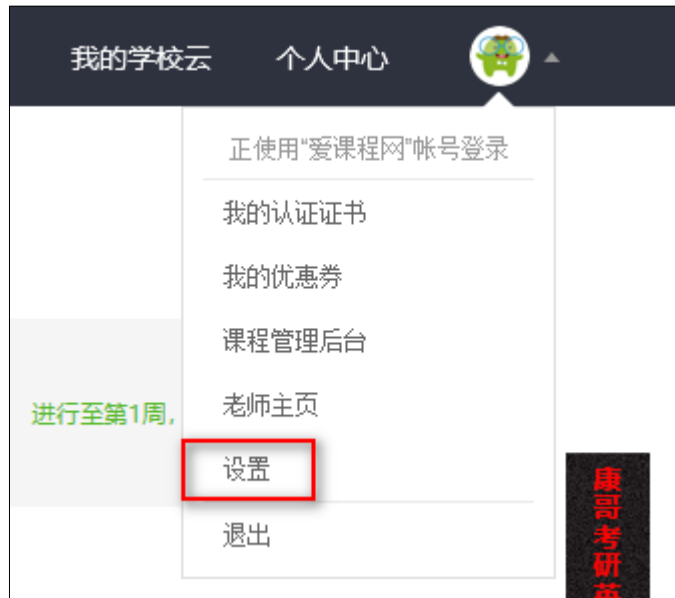 我的学校云 个人中心
正使用“爱课程网”帐号登录
我的认证证书
我的优惠券
课程管理后台
老师主页
进行至第1周,
设置
退出
康哥考研英